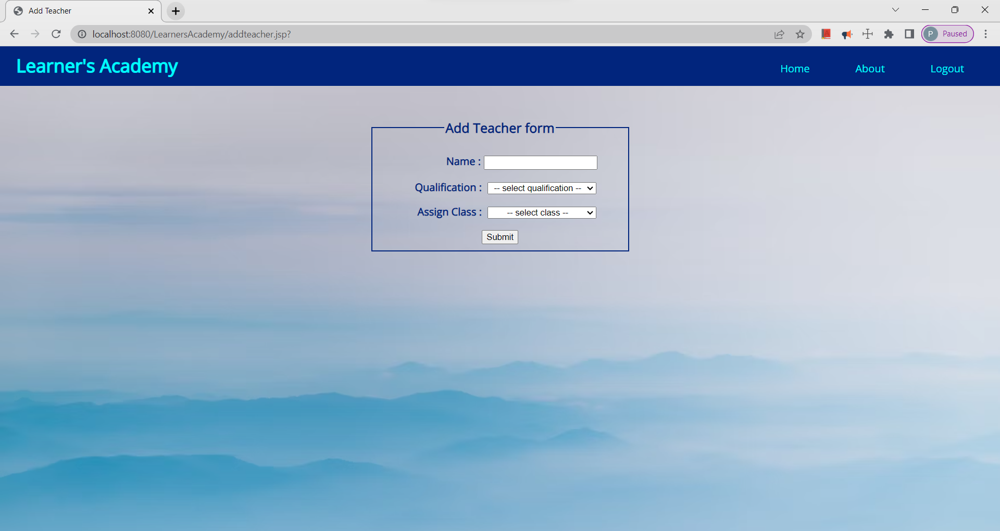 Add Teacher
localhost:8080/LearnersAcademy/addteacher.jsp?
P Paused
Learner's Academy
Home About Logout
Add Teacher form
Name :
Qualification : -- select qualification --
Assign Class : -- select class --
Submit